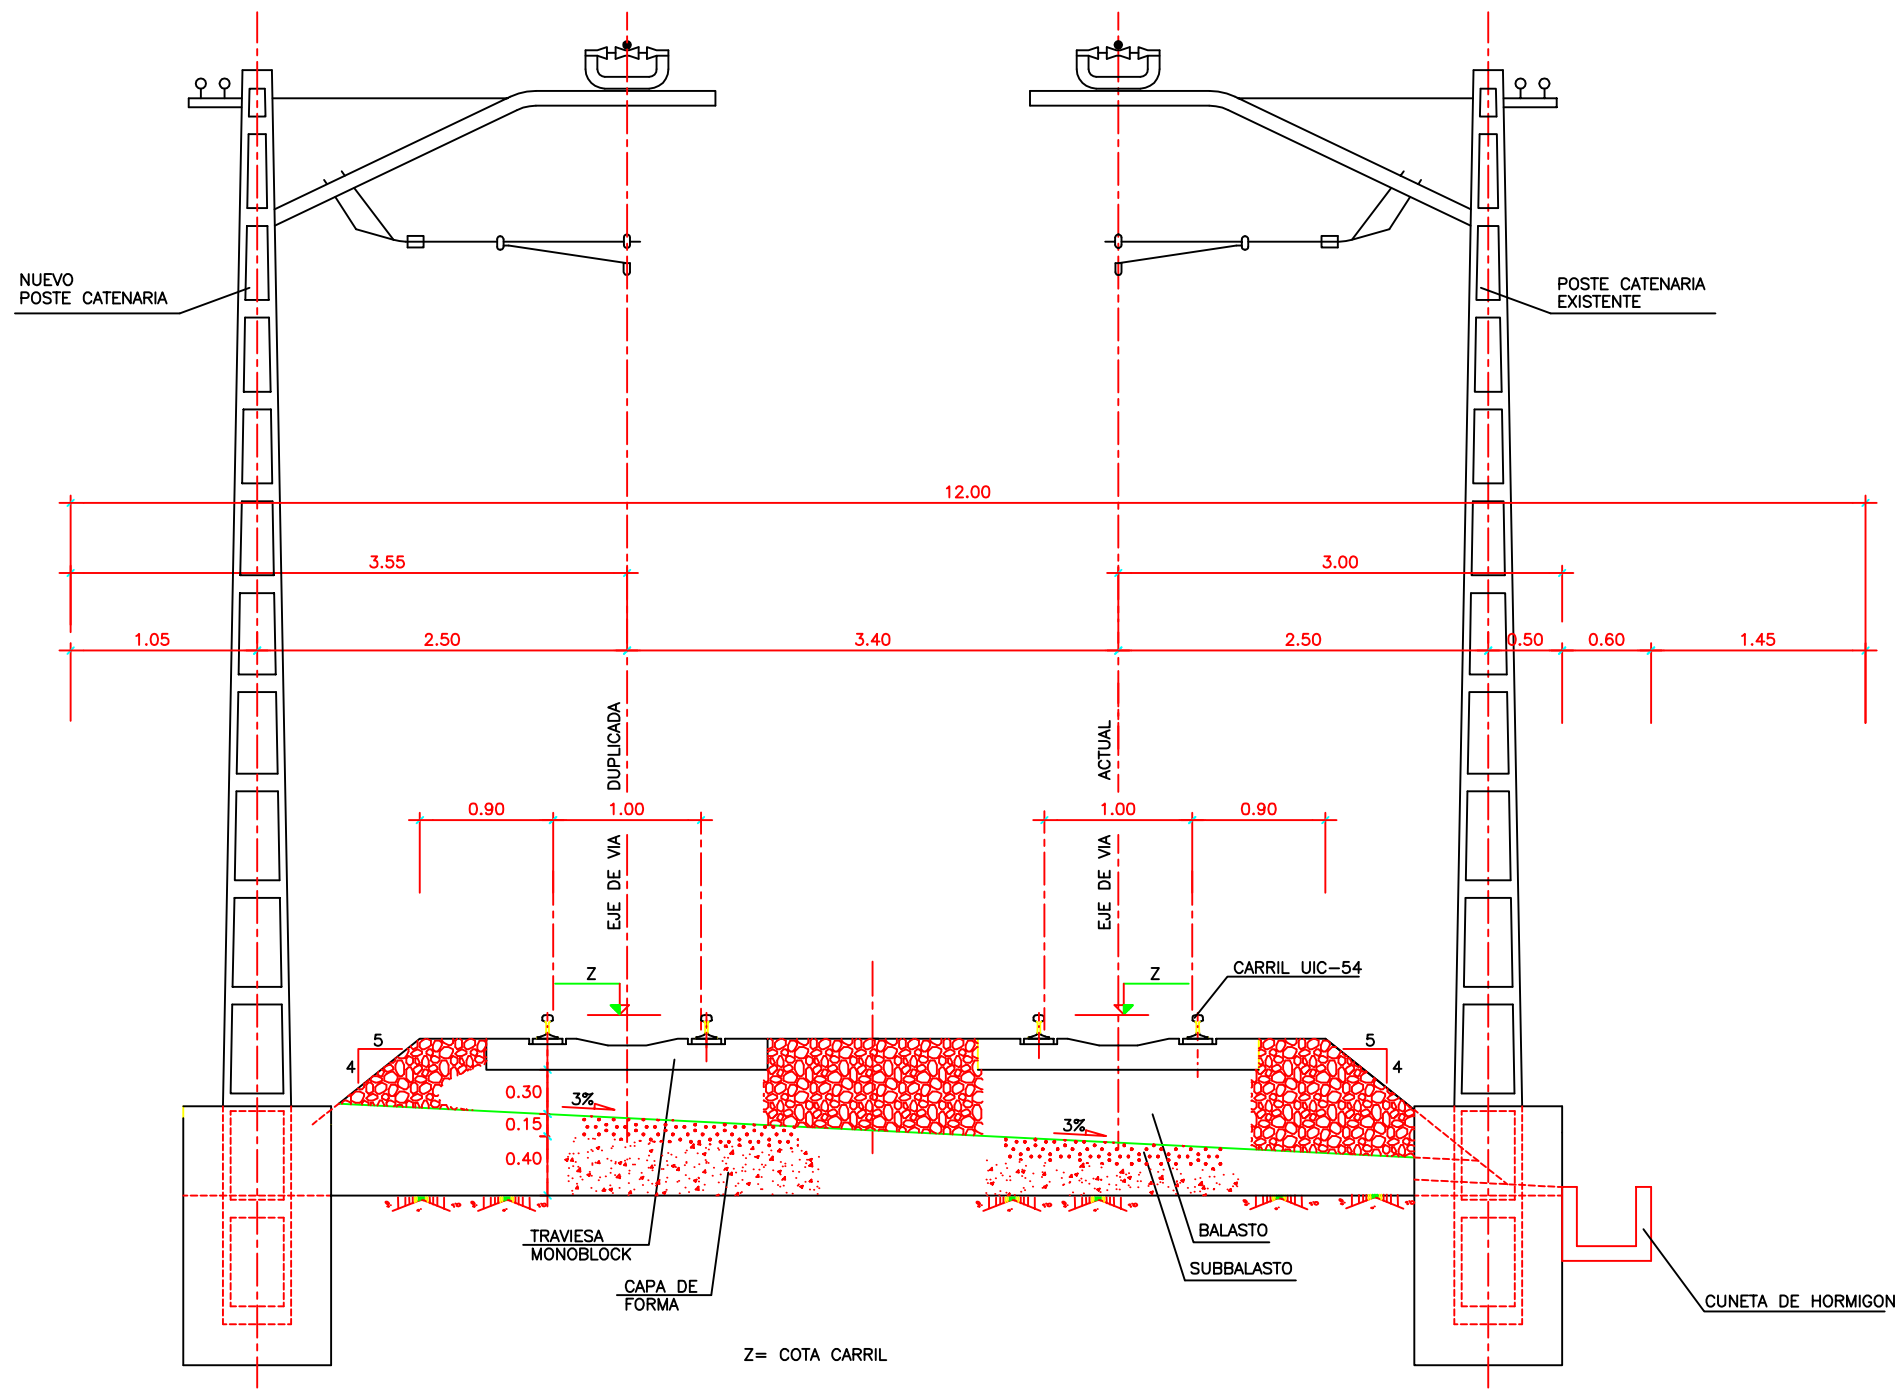 NUEVO
POSTE CATENARIA
POSTE CATENARIA
EXISTENTE
12.00
3.55
3.00
1.05
2.50
3.40
2.50
0.50
0.60
1.45
EJE DE VIA DUPLICADA
EJE DE VIA ACTUAL
0.90
1.00
1.00
0.90
Z
Z
CARRIL UIC-54
5
4
5
4
0.30
0.15
0.40
3%
3%
TRAVIESA
MONOBLOCK
BALASTO
SUBBALASTO
CAPA DE
FORMA
CUNETA DE HORMIGON
Z= COTA CARRIL